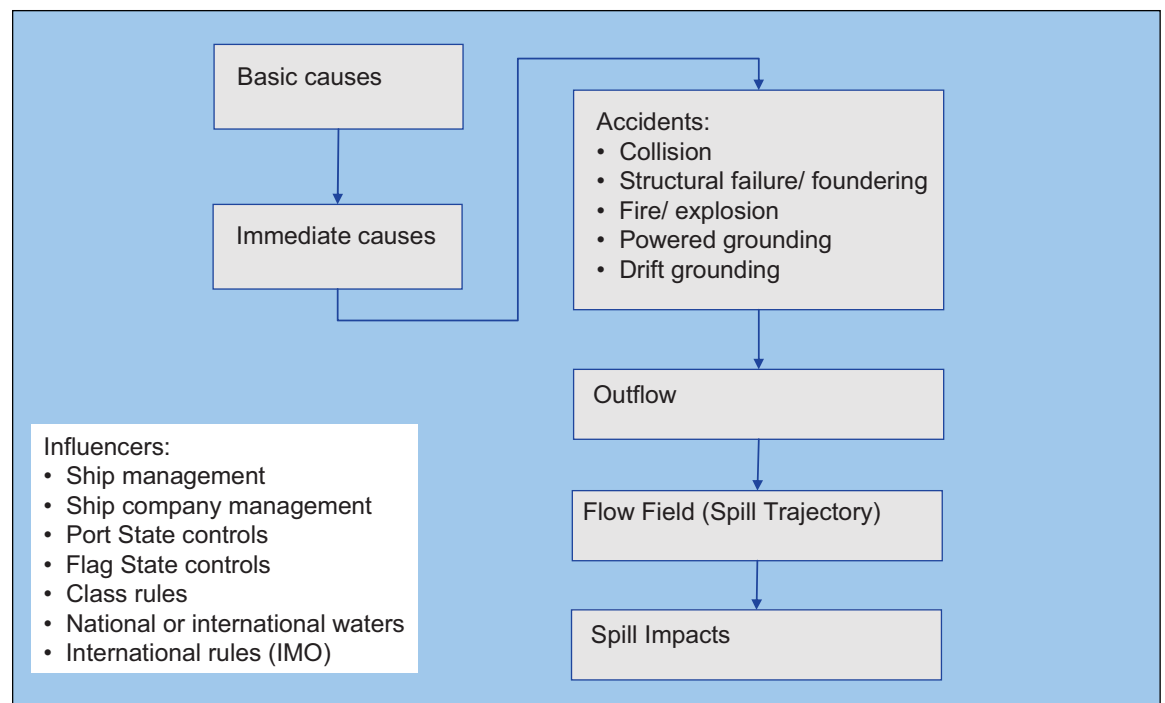 Basic causes
Immediate causes
Accidents:
• Collision
• Structural failure/ foundering
• Fire/ explosion
• Powered grounding
• Drift grounding
Outflow
Flow Field (Spill Trajectory)
Spill Impacts
Influencers:
• Ship management
• Ship company management
• Port State controls
• Flag State controls
• Class rules
• National or international waters
• International rules (IMO)